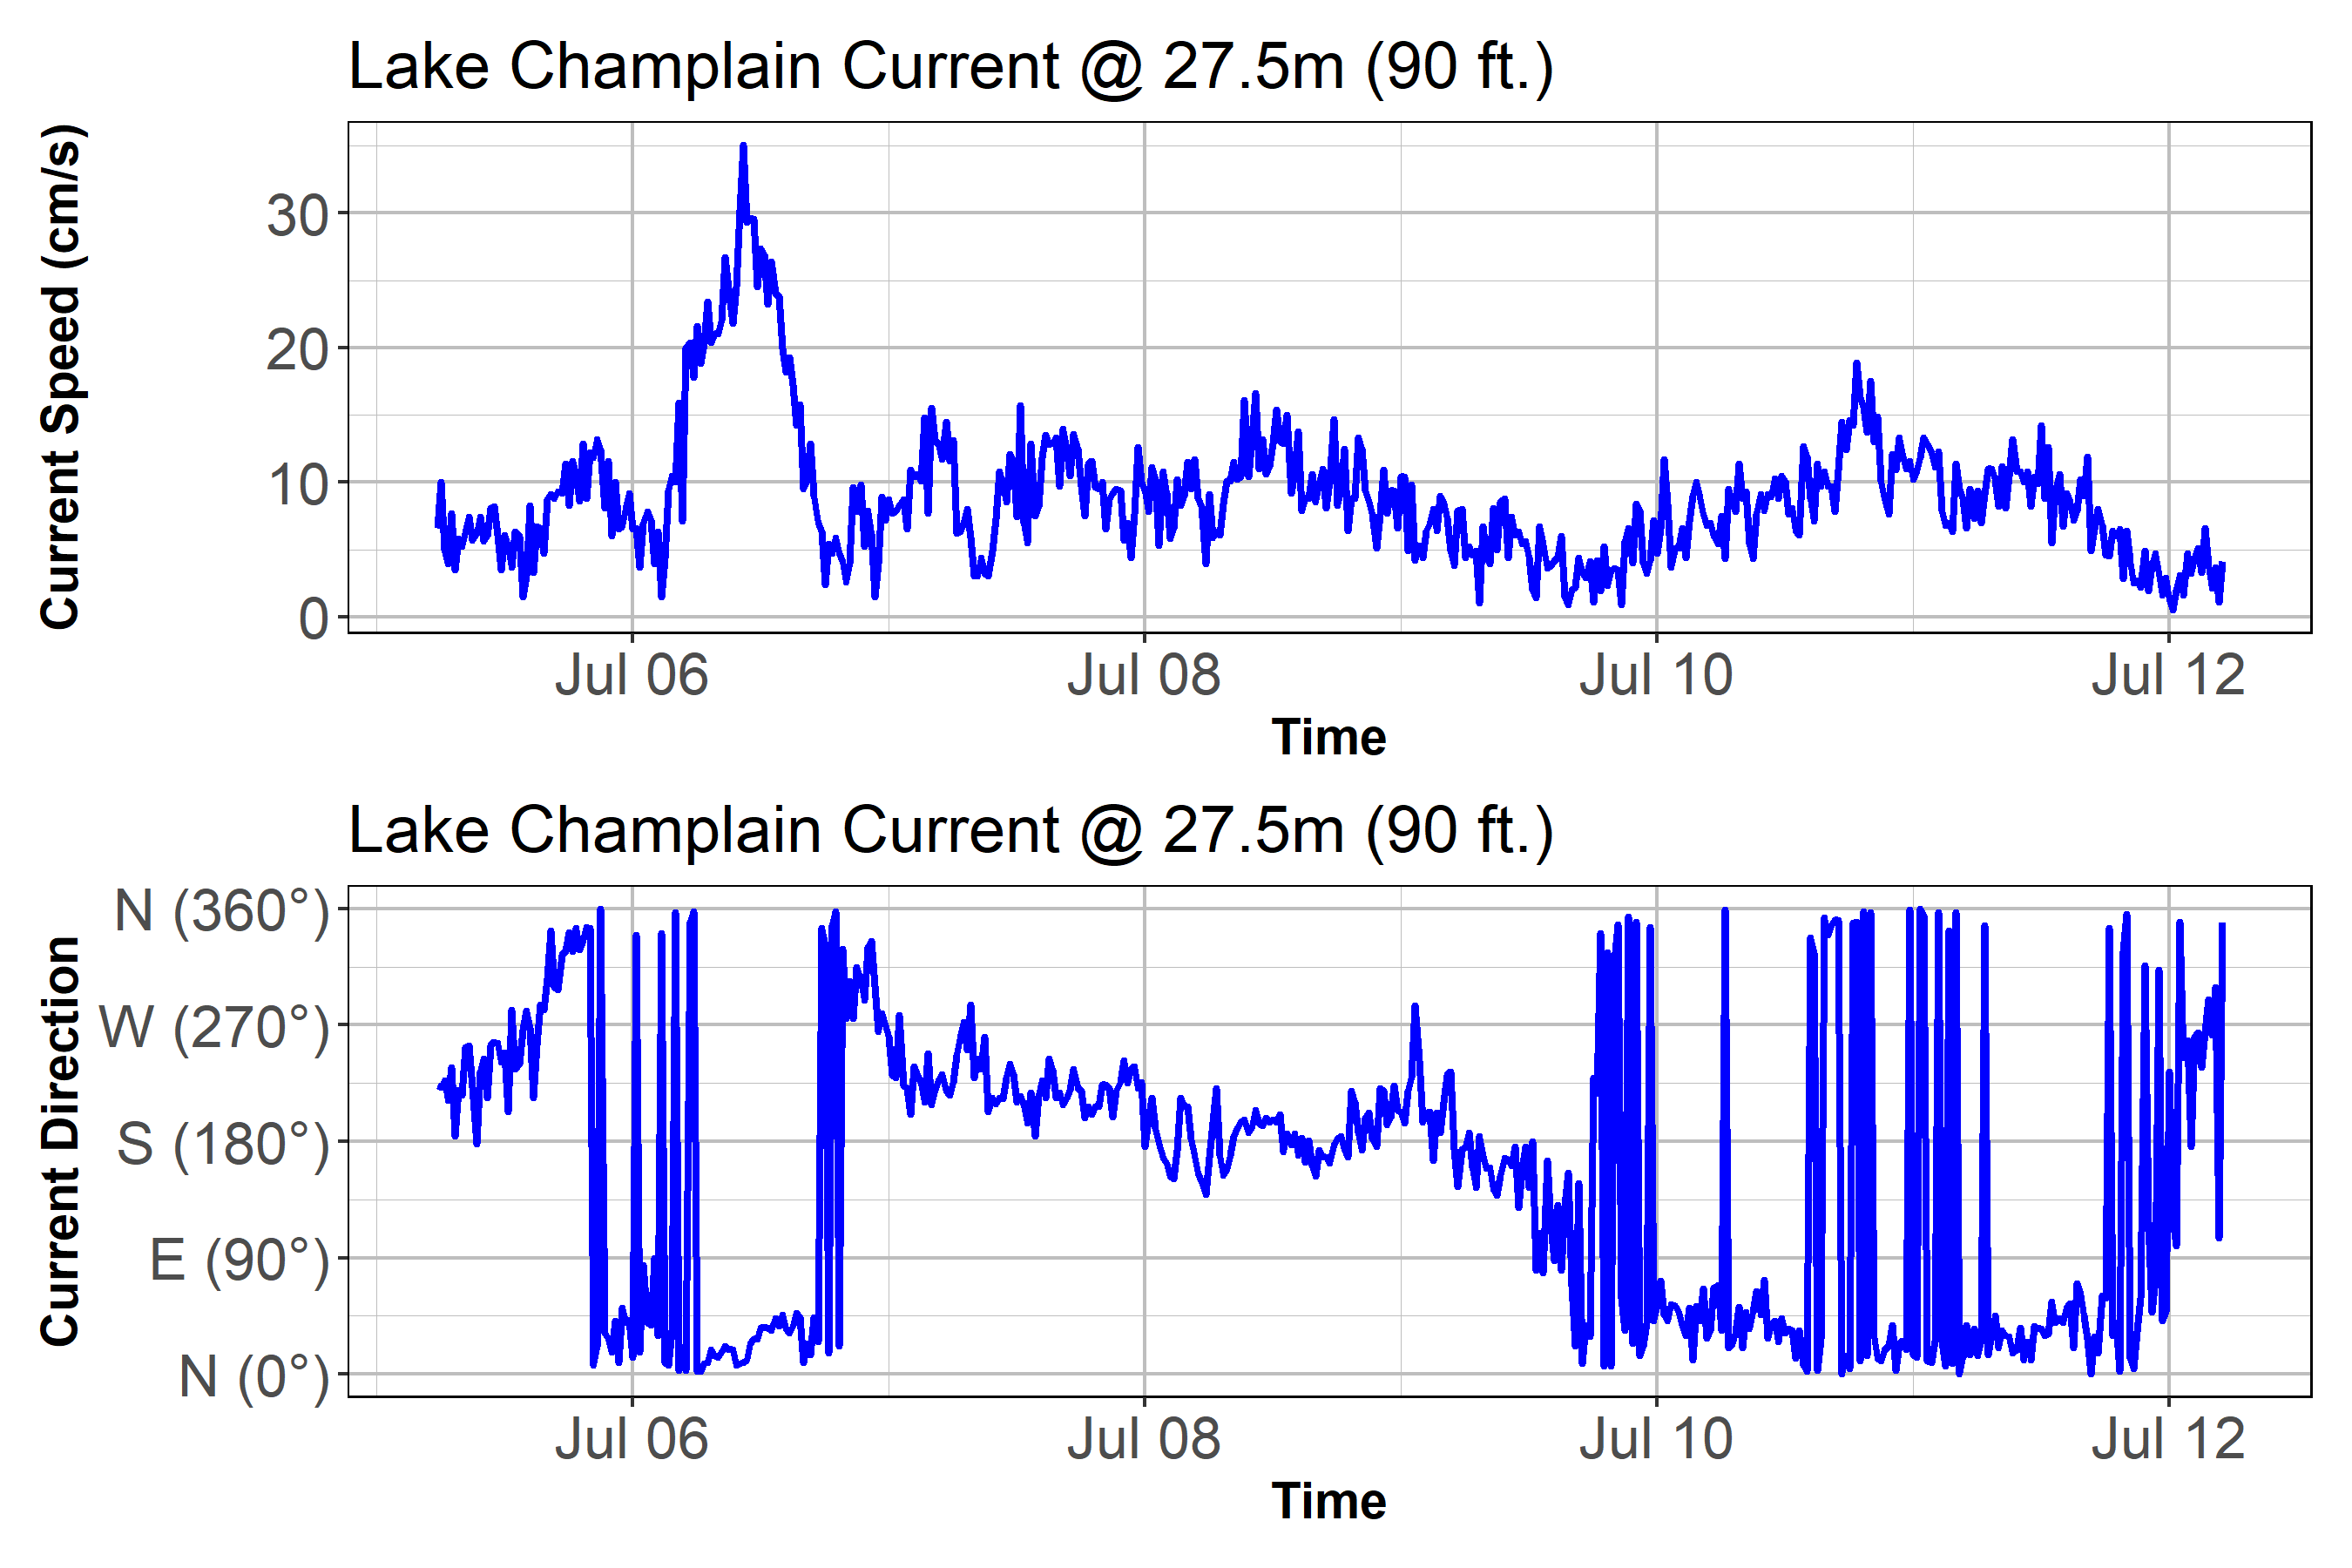 Lake Champlain Current @ 27.5m (90 ft.)
Current Speed (cm/s)
30
20
10
0
Jul 06 Jul 08 Jul 10 Jul 12
Time
Lake Champlain Current @ 27.5m (90 ft.)
Current Direction
N (360°)
W (270°)
S (180°)
E (90°)
N (0°)
Jul 06 Jul 08 Jul 10 Jul 12
Time